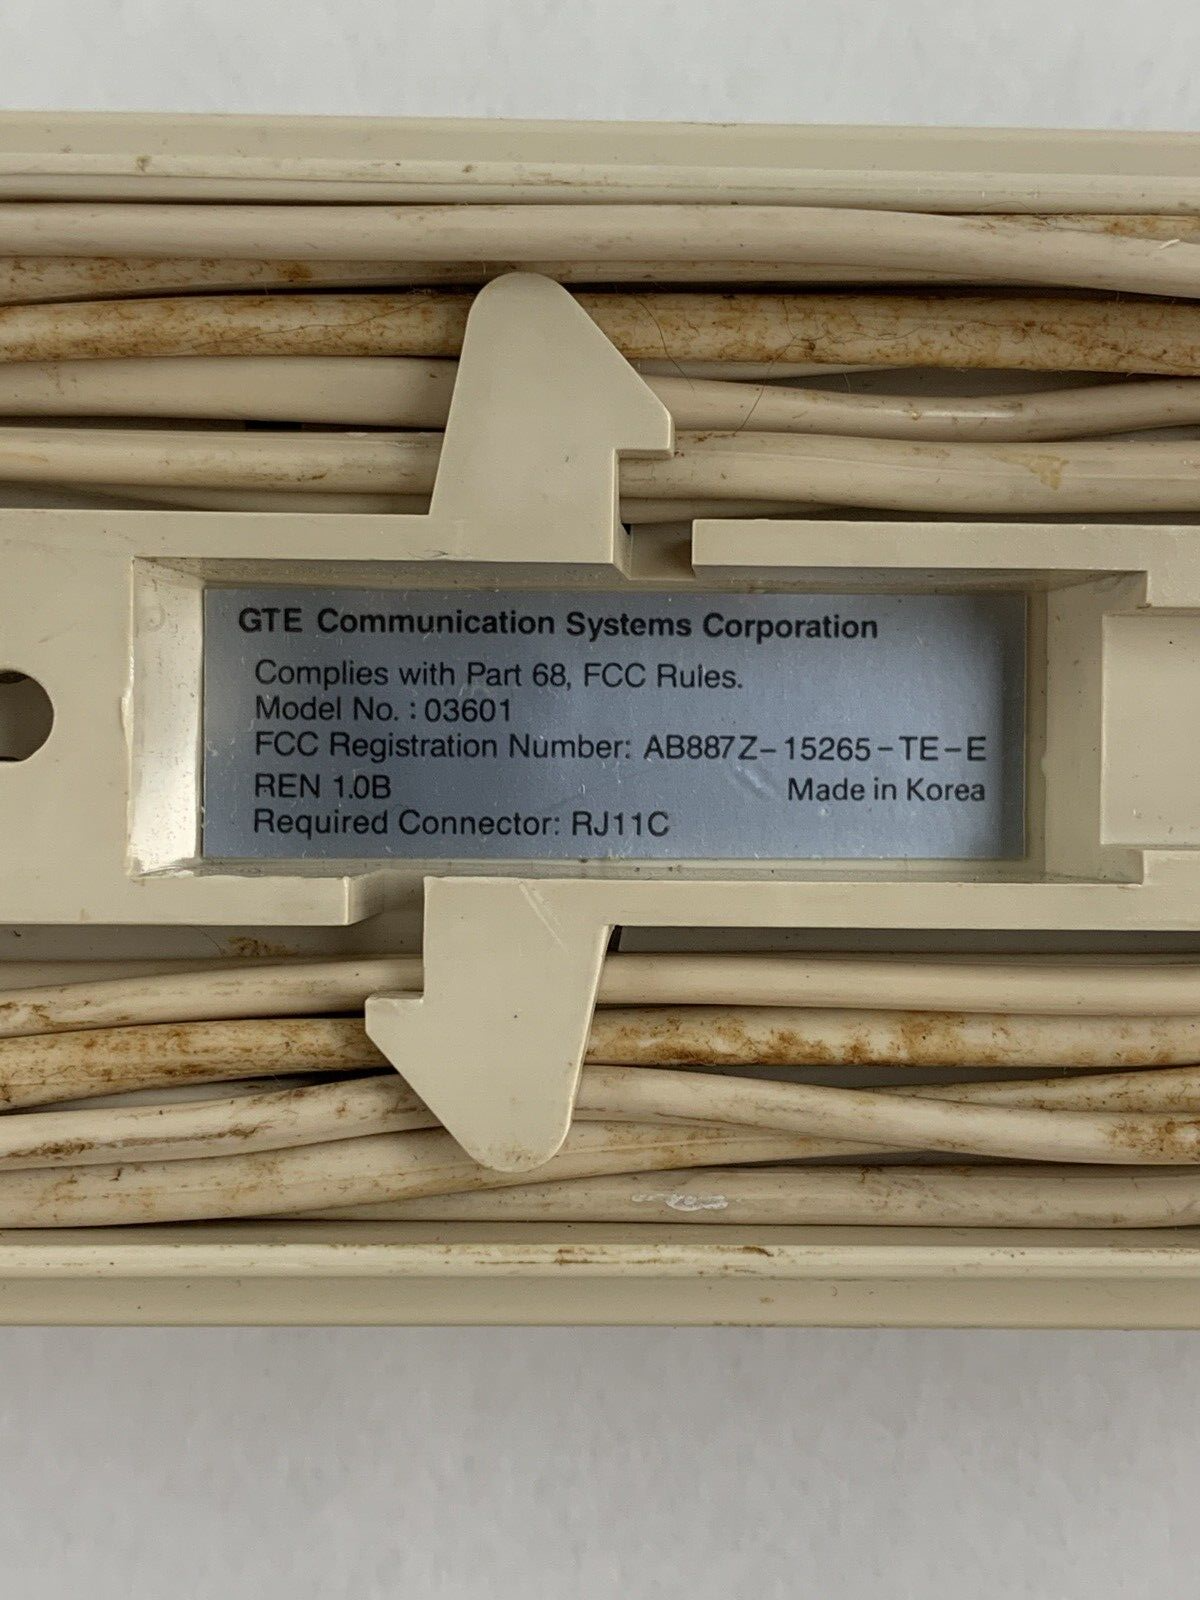 GTE Communication Systems Corporation
Complies with Part 68, FCC Rules.
Model No. : 03601
FCC Registration Number: AB887Z-15265-TE-E
REN 1.0B Made in Korea
Required Connector: RJ11C